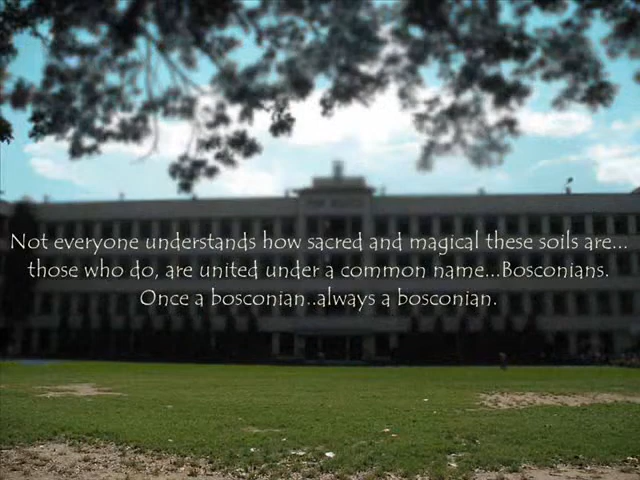 Not everyone understands how sacred and magical these soils are...
those who do, are united under a common name...Bosconians.
Once a bosconian..always a bosconian.